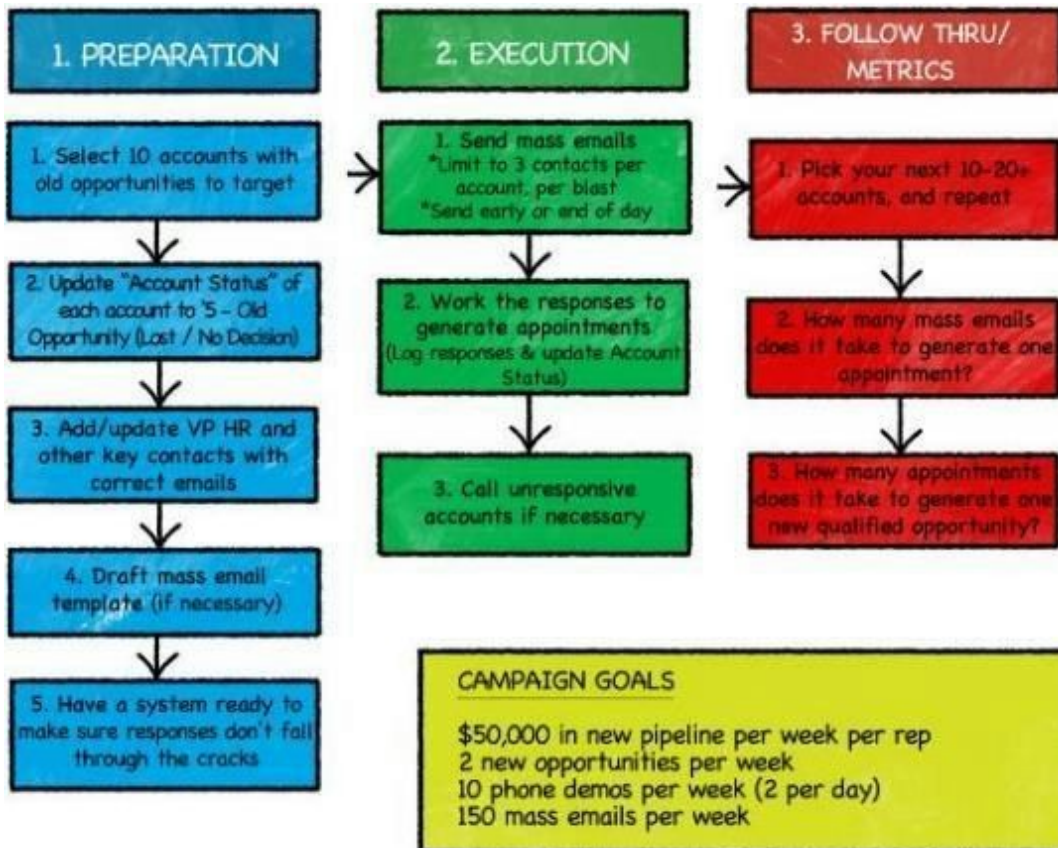 1. PREPARATION
1. Select 10 accounts with
old opportunities to target
2. Update "Account Status" of
each account to '5 - Old
Opportunity (Lost / No Decision)
3. Add/update VP HR and
other key contacts with
correct emails
4. Draft mass email
template (if necessary)
5. Have a system ready to
make sure responses don't fall
through the cracks
2. EXECUTION
1. Send mass emails
*Limit to 3 contacts per
account, per blast
*Send early or end of day
2. Work the responses to
generate appointments
(Log responses & update Account
Status)
3. Call unresponsive
accounts if necessary
3. FOLLOW THRU/
METRICS
1. Pick your next 10-20+
accounts, and repeat
2. How many mass emails
does it take to generate one
appointment?
3. How many appointments
does it take to generate one
new qualified opportunity?
CAMPAIGN GOALS
$50,000 in new pipeline per week per rep
2 new opportunities per week
10 phone demos per week (2 per day)
150 mass emails per week